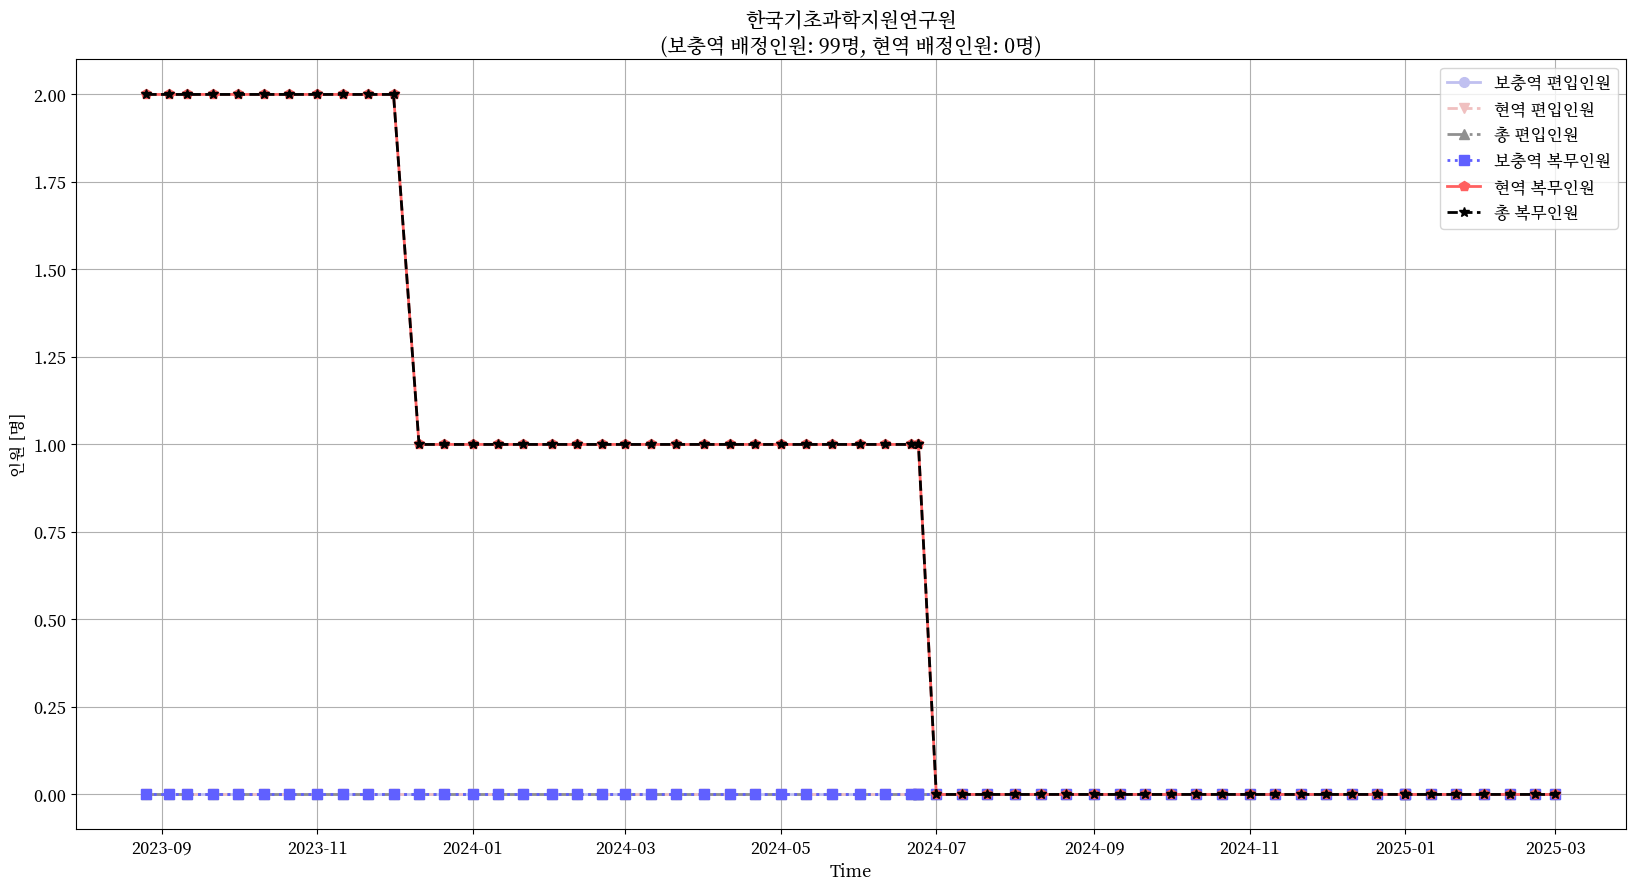 한국기초과학지원연구원
(보충역 배정인원: 99명, 현역 배정인원: 0명)
보충역 편입인원
현역 편입인원
총 편입인원
보충역 복무인원
현역 복무인원
총 복무인원
2.00
1.75
1.50
1.25
1.00
0.75
0.50
0.25
0.00
인원 [명]
2023-09
2023-11
2024-01
2024-03
2024-05
2024-07
2024-09
2024-11
2025-01
2025-03
Time